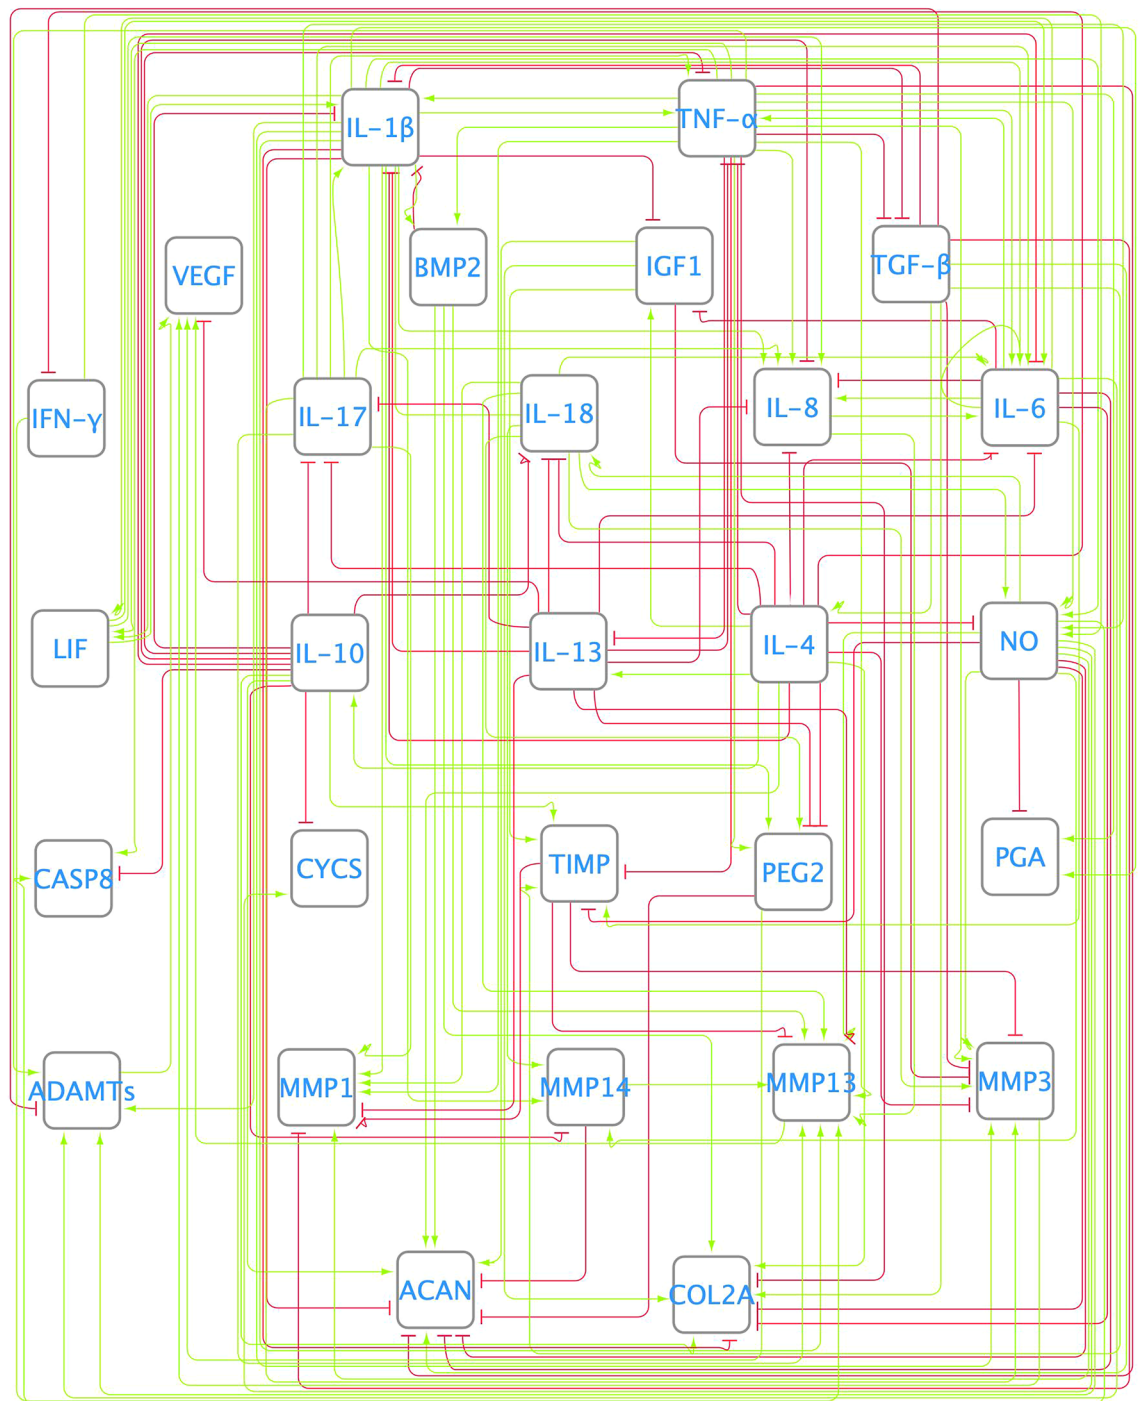 IL-1β
TNF-α
VEGF
BMP2
IGF1
TGF-β
IFN-γ
IL-17
IL-18
IL-8
IL-6
LIF
IL-10
IL-13
IL-4
NO
CASP8
CYCS
TIMP
PEG2
PGA
ADAMTs
MMP1
MMP14
MMP13
MMP3
ACAN
COL2A